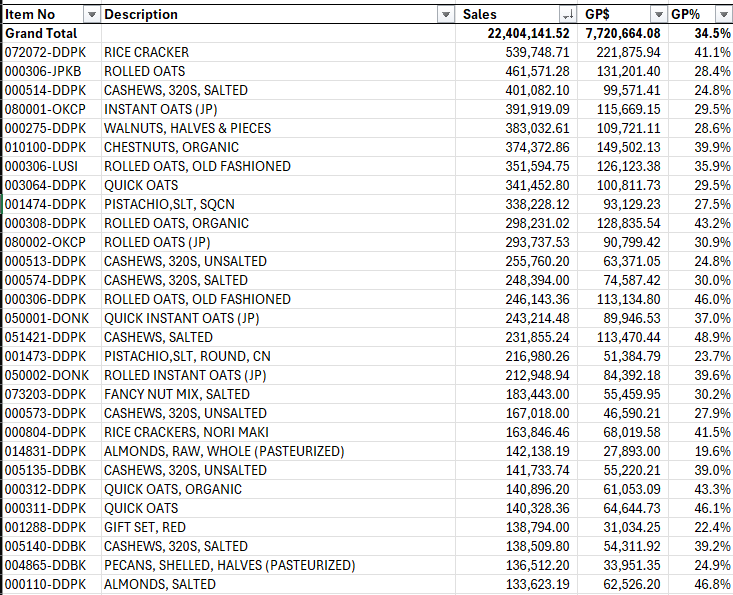 Item No Description Sales GP$ GP%
Grand Total 22,404,141.52 7,720,664.08 34.5%
072072-DDPK RICE CRACKER 539,748.71 221,875.94 41.1%
000306-JPKB ROLLED OATS 461,571.28 131,201.40 28.4%
000514-DDPK CASHEWS, 320S, SALTED 401,082.10 99,571.41 24.8%
080001-OKCP INSTANT OATS (JP) 391,919.09 115,669.15 29.5%
000275-DDPK WALNUTS, HALVES & PIECES 383,032.61 109,721.11 28.6%
010100-DDPK CHESTNUTS, ORGANIC 374,372.86 149,502.13 39.9%
000306-LUSI ROLLED OATS, OLD FASHIONED 351,594.75 126,123.38 35.9%
003064-DDPK QUICK OATS 341,452.80 100,811.73 29.5%
001474-DDPK PISTACHIO,SLT, SQCN 338,228.12 93,129.23 27.5%
000308-DDPK ROLLED OATS, ORGANIC 298,231.02 128,835.54 43.2%
080002-OKCP ROLLED OATS (JP) 293,737.53 90,799.42 30.9%
000513-DDPK CASHEWS, 320S, UNSALTED 255,760.20 63,371.05 24.8%
000574-DDPK CASHEWS, 320S, SALTED 248,394.00 74,587.42 30.0%
000306-DDPK ROLLED OATS, OLD FASHIONED 246,143.36 113,134.80 46.0%
050001-DONK QUICK INSTANT OATS (JP) 243,214.48 89,946.53 37.0%
051421-DDPK CASHEWS, SALTED 231,855.24 113,470.44 48.9%
001473-DDPK PISTACHIO,SLT, ROUND, CN 216,980.26 51,384.79 23.7%
050002-DONK ROLLED INSTANT OATS (JP) 212,948.94 84,392.18 39.6%
073203-DDPK FANCY NUT MIX, SALTED 183,443.00 55,459.95 30.2%
000573-DDPK CASHEWS, 320S, UNSALTED 167,018.00 46,590.21 27.9%
000804-DDPK RICE CRACKERS, NORI MAKI 163,846.46 68,019.58 41.5%
014831-DDPK ALMONDS, RAW, WHOLE (PASTEURIZED) 142,138.19 27,893.00 19.6%
005135-DDBK CASHEWS, 320S, UNSALTED 141,733.74 55,220.21 39.0%
000312-DDPK QUICK OATS, ORGANIC 140,896.20 61,053.09 43.3%
000311-DDPK QUICK OATS 140,328.36 64,644.73 46.1%
001288-DDPK GIFT SET, RED 138,794.00 31,034.25 22.4%
005140-DDBK CASHEWS, 320S, SALTED 138,509.80 54,311.92 39.2%
004865-DDBK PECANS, SHELLED, HALVES (PASTEURIZED) 136,512.20 33,951.35 24.9%
000110-DDPK ALMONDS, SALTED 133,623.19 62,526.20 46.8%